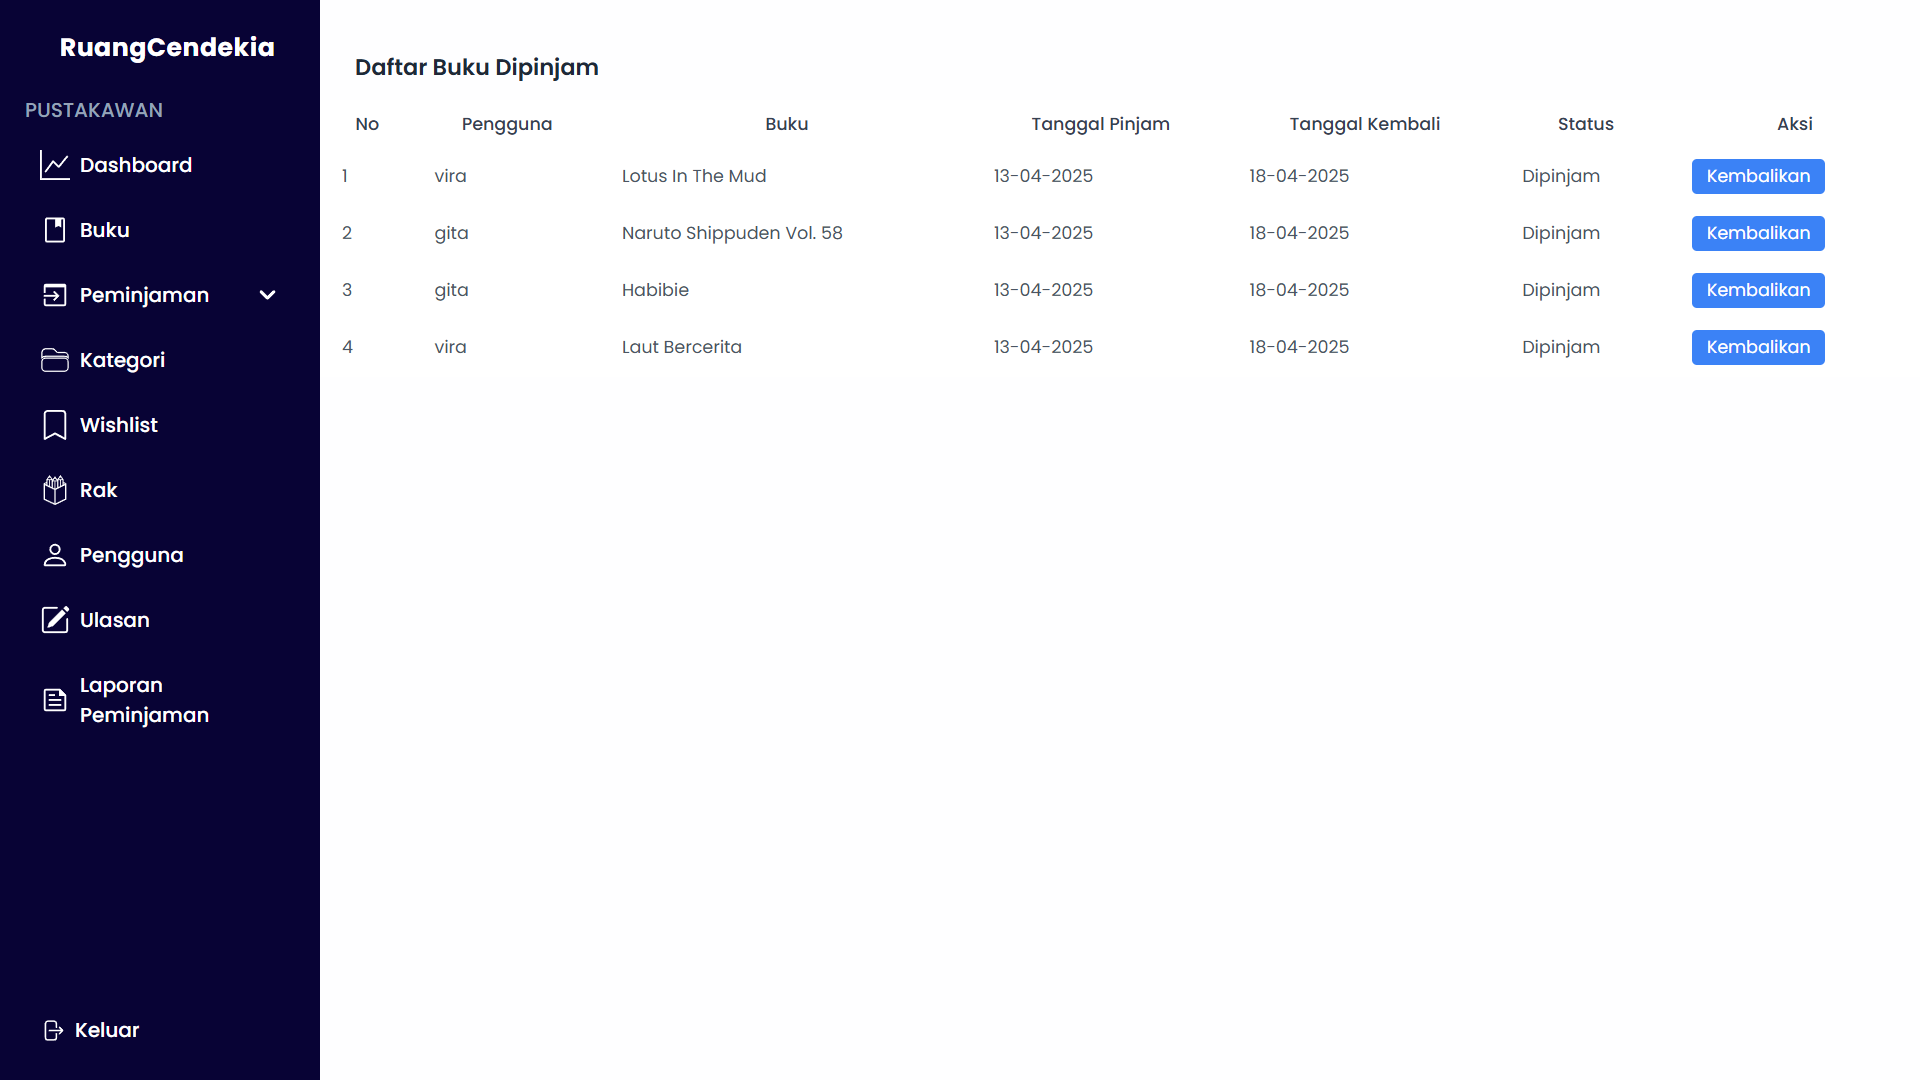 RuangCendekia
PUSTAKAWAN
Dashboard
Buku
Peminjaman
Kategori
Wishlist
Rak
Pengguna
Ulasan
Laporan
Peminjaman
Keluar
Daftar Buku Dipinjam
No Pengguna Buku Tanggal Pinjam Tanggal Kembali Status Aksi
1 vira Lotus In The Mud 13-04-2025 18-04-2025 Dipinjam Kembalikan
2 gita Naruto Shippuden Vol. 58 13-04-2025 18-04-2025 Dipinjam Kembalikan
3 gita Habibie 13-04-2025 18-04-2025 Dipinjam Kembalikan
4 vira Laut Bercerita 13-04-2025 18-04-2025 Dipinjam Kembalikan